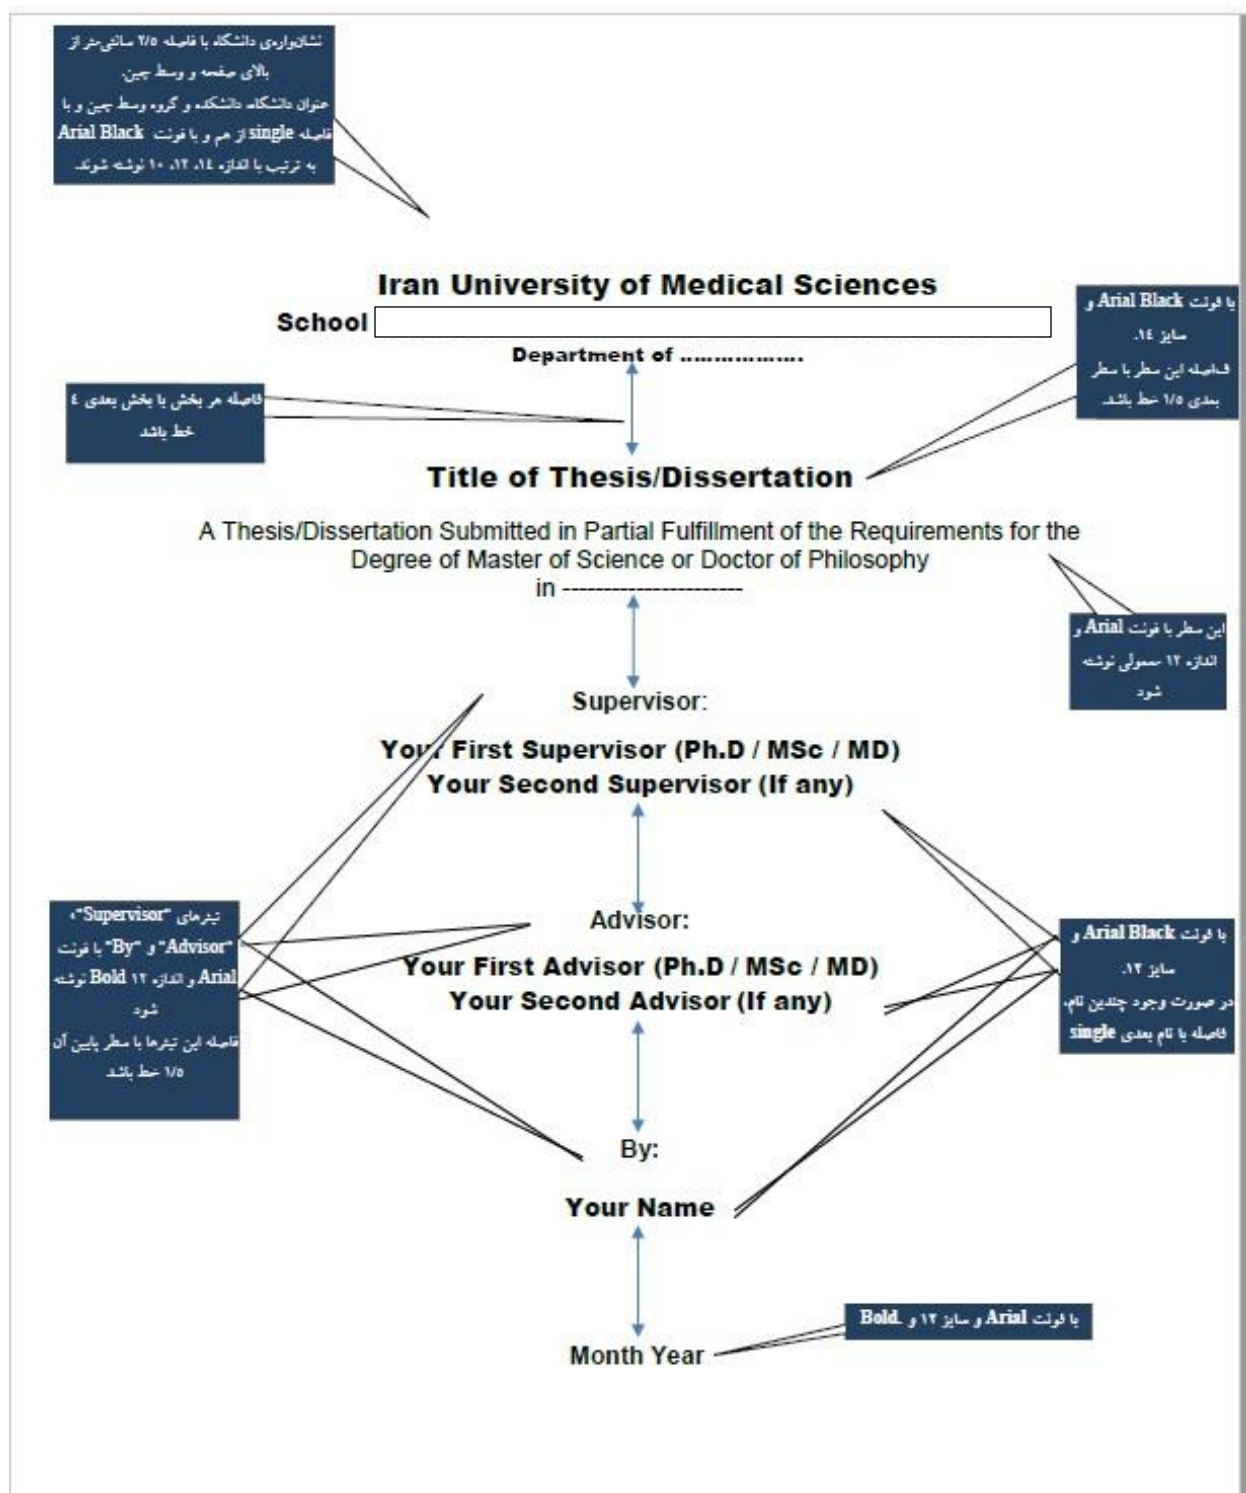 نشان‌واره‌ی دانشگاه با فاصله ۲/۵ سانتی‌متر از
بالای صفحه و وسط چین.
عنوان دانشگاه، دانشکده و گروه وسط چین و با
فاصله single از هم و با فونت Arial Black
به ترتیب با اندازه ۱٤، ۱۲، ۱۰ نوشته شوند.
Iran University of Medical Sciences
School
Department of ..................
با فونت Arial Black و
سایز ۱٤.
فاصله این سطر با سطر
بعدی ۱/۵ خط باشد.
فاصله هر بخش با بخش بعدی ٤
خط باشد
Title of Thesis/Dissertation
A Thesis/Dissertation Submitted in Partial Fulfillment of the Requirements for the
Degree of Master of Science or Doctor of Philosophy
in ----------------------
این سطر با فونت Arial و
اندازه ۱۲ معمولی نوشته
شود
Supervisor:
Your First Supervisor (Ph.D / MSc / MD)
Your Second Supervisor (If any)
تیترهای "Supervisor"،
"Advisor" و "By" با فونت
Arial و اندازه ۱۲ Bold نوشته
شود
فاصله این تیترها با سطر پایین آن
۱/۵ خط باشد
Advisor:
Your First Advisor (Ph.D / MSc / MD)
Your Second Advisor (If any)
با فونت Arial Black و
سایز ۱۲.
در صورت وجود چندین نام،
فاصله با نام بعدی single
By:
Your Name
با فونت Arial و سایز ۱۲ و Bold.
Month Year